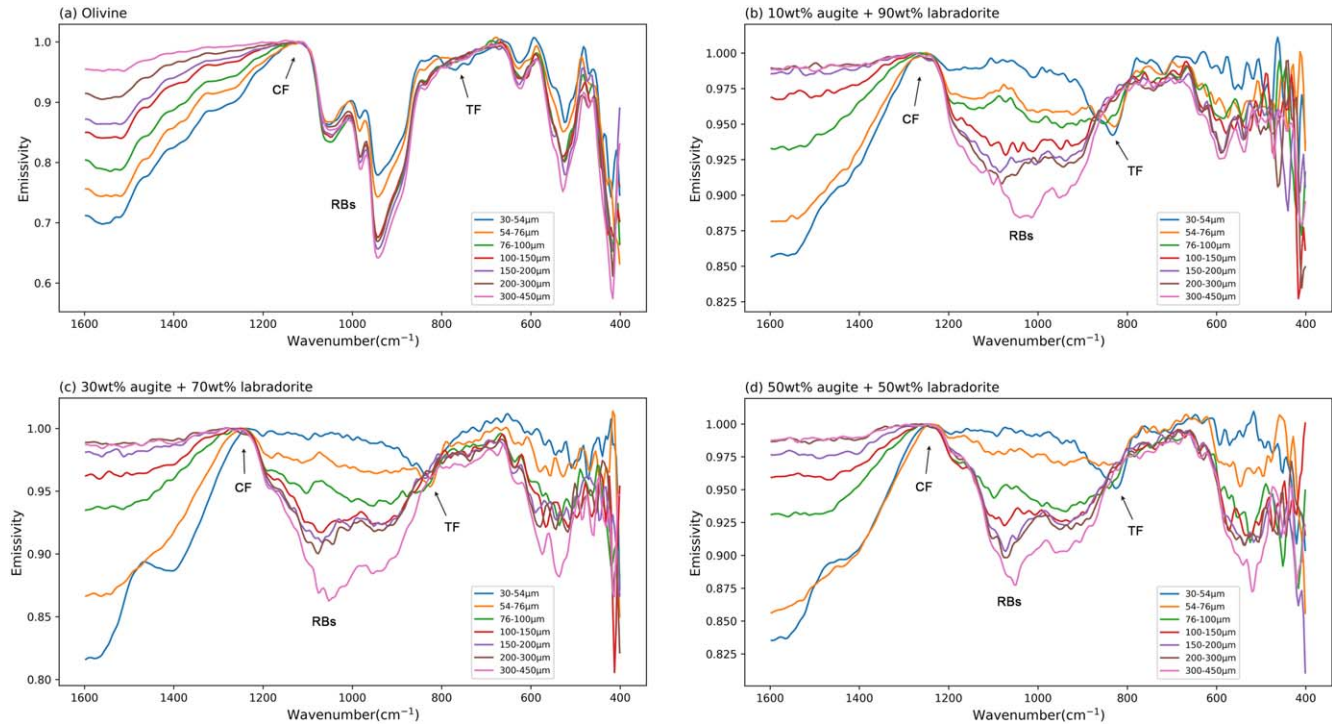 (a) Olivine
1.0
0.9
0.8
0.7
0.6
Emissivity
CF
RBs
TF
30-54μm
54-76μm
76-100μm
100-150μm
150-200μm
200-300μm
300-450μm
1600 1400 1200 1000 800 600 400
Wavenumber(cm⁻¹)
(b) 10wt% augite + 90wt% labradorite
1.000
0.975
0.950
0.925
0.900
0.875
0.850
0.825
Emissivity
CF
TF
RBs
30-54μm
54-76μm
76-100μm
100-150μm
150-200μm
200-300μm
300-450μm
1600 1400 1200 1000 800 600 400
Wavenumber(cm⁻¹)
(c) 30wt% augite + 70wt% labradorite
1.00
0.95
0.90
0.85
0.80
Emissivity
CF
TF
RBs
30-54μm
54-76μm
76-100μm
100-150μm
150-200μm
200-300μm
300-450μm
1600 1400 1200 1000 800 600 400
Wavenumber(cm⁻¹)
(d) 50wt% augite + 50wt% labradorite
1.000
0.975
0.950
0.925
0.900
0.875
0.850
0.825
Emissivity
CF
TF
RBs
30-54μm
54-76μm
76-100μm
100-150μm
150-200μm
200-300μm
300-450μm
1600 1400 1200 1000 800 600 400
Wavenumber(cm⁻¹)